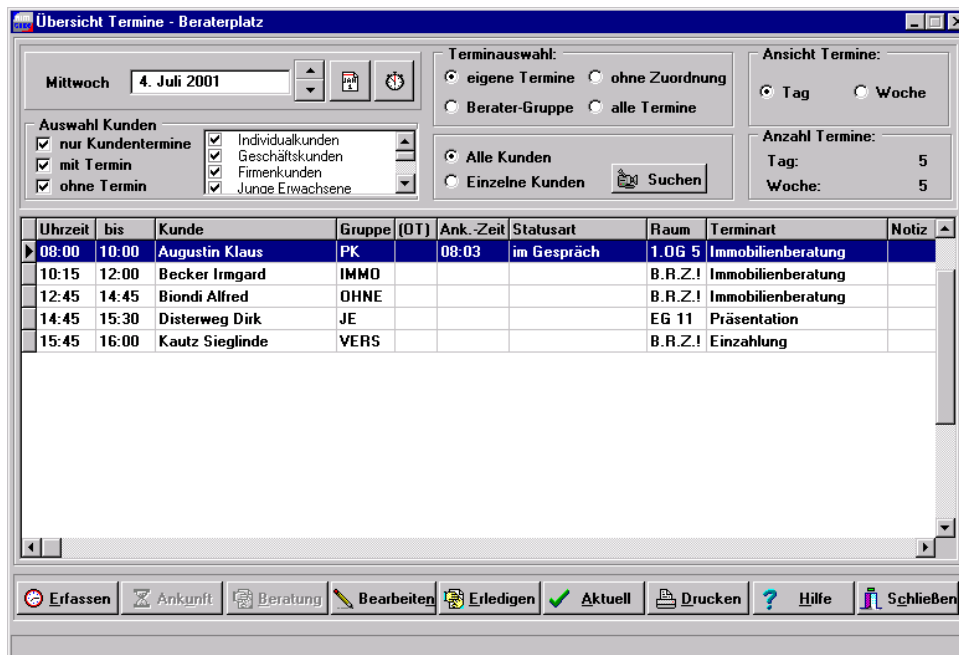 Übersicht Termine - Beraterplatz
Mittwoch 4. Juli 2001
Terminauswahl:
eigene Termine ohne Zuordnung
Berater-Gruppe alle Termine
Ansicht Termine:
Tag Woche
Auswahl Kunden
nur Kundentermine
mit Termin
ohne Termin
Individualkunden
Geschäftskunden
Firmenkunden
Junge Erwachsene
Alle Kunden
Einzelne Kunden Suchen
Anzahl Termine:
Tag: 5
Woche: 5
Uhrzeit bis Kunde Gruppe (OT) Ank.-Zeit Statusart Raum Terminart Notiz
08:00 10:00 Augustin Klaus PK 08:03 im Gespräch 1.OG 5 Immobilienberatung
10:15 12:00 Becker Irmgard IMMO B.R.Z.! Immobilienberatung
12:45 14:45 Biondi Alfred OHNE B.R.Z.! Immobilienberatung
14:45 15:30 Disterweg Dirk JE EG 11 Präsentation
15:45 16:00 Kautz Sieglinde VERS B.R.Z.! Einzahlung
Erfassen Ankunft Beratung Bearbeiten Erledigen Aktuell Drucken Hilfe Schließen